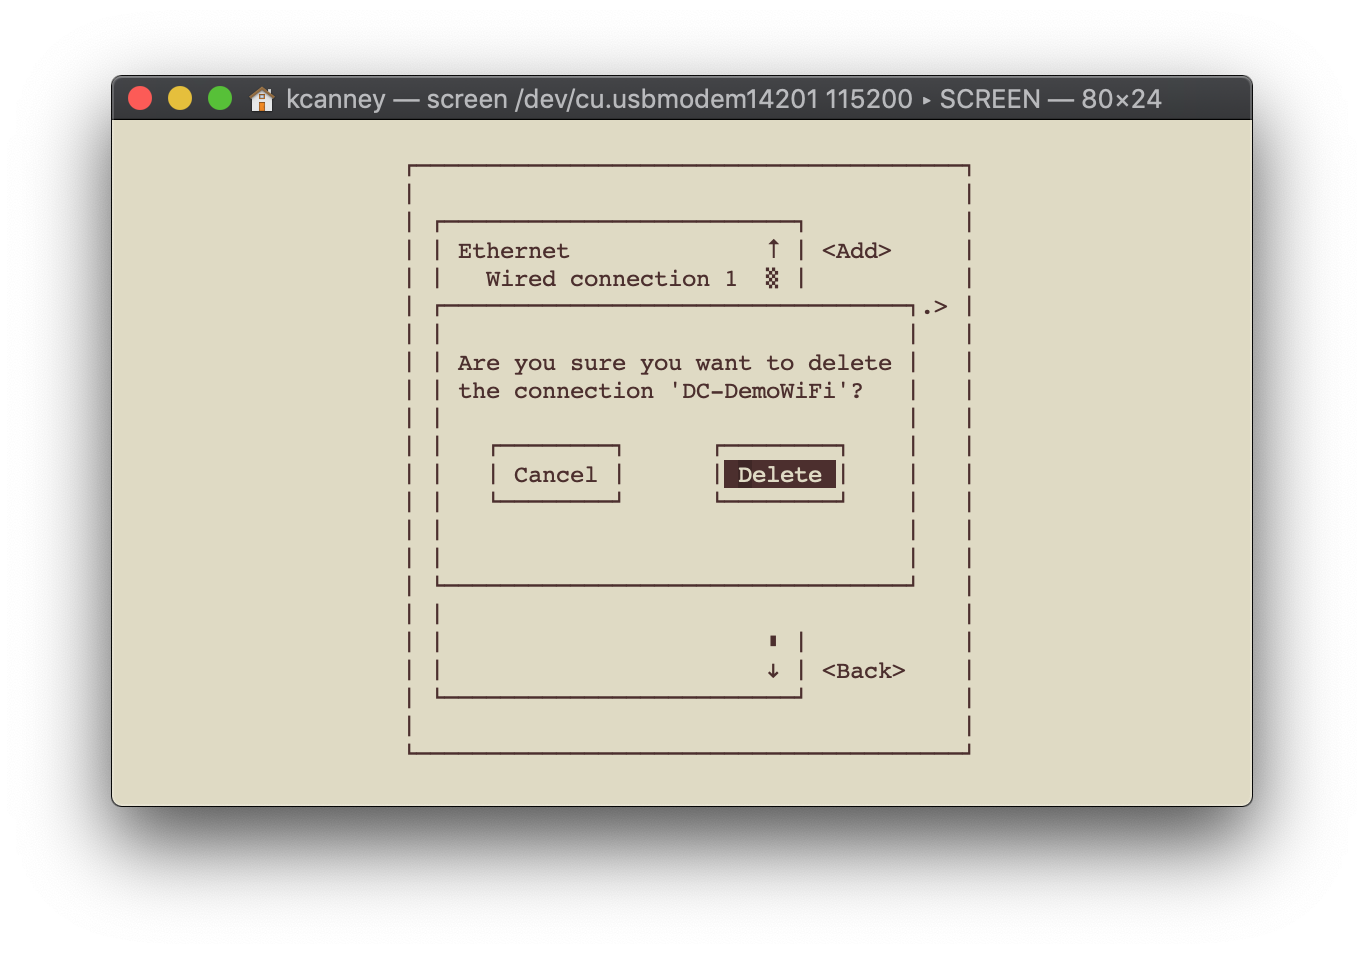 kcanney — screen /dev/cu.usbmodem14201 115200 ▸ SCREEN — 80×24
Ethernet ↑ <Add>
Wired connection 1
.>
Are you sure you want to delete
the connection 'DC-DemoWiFi'?
Cancel Delete
↓ <Back>